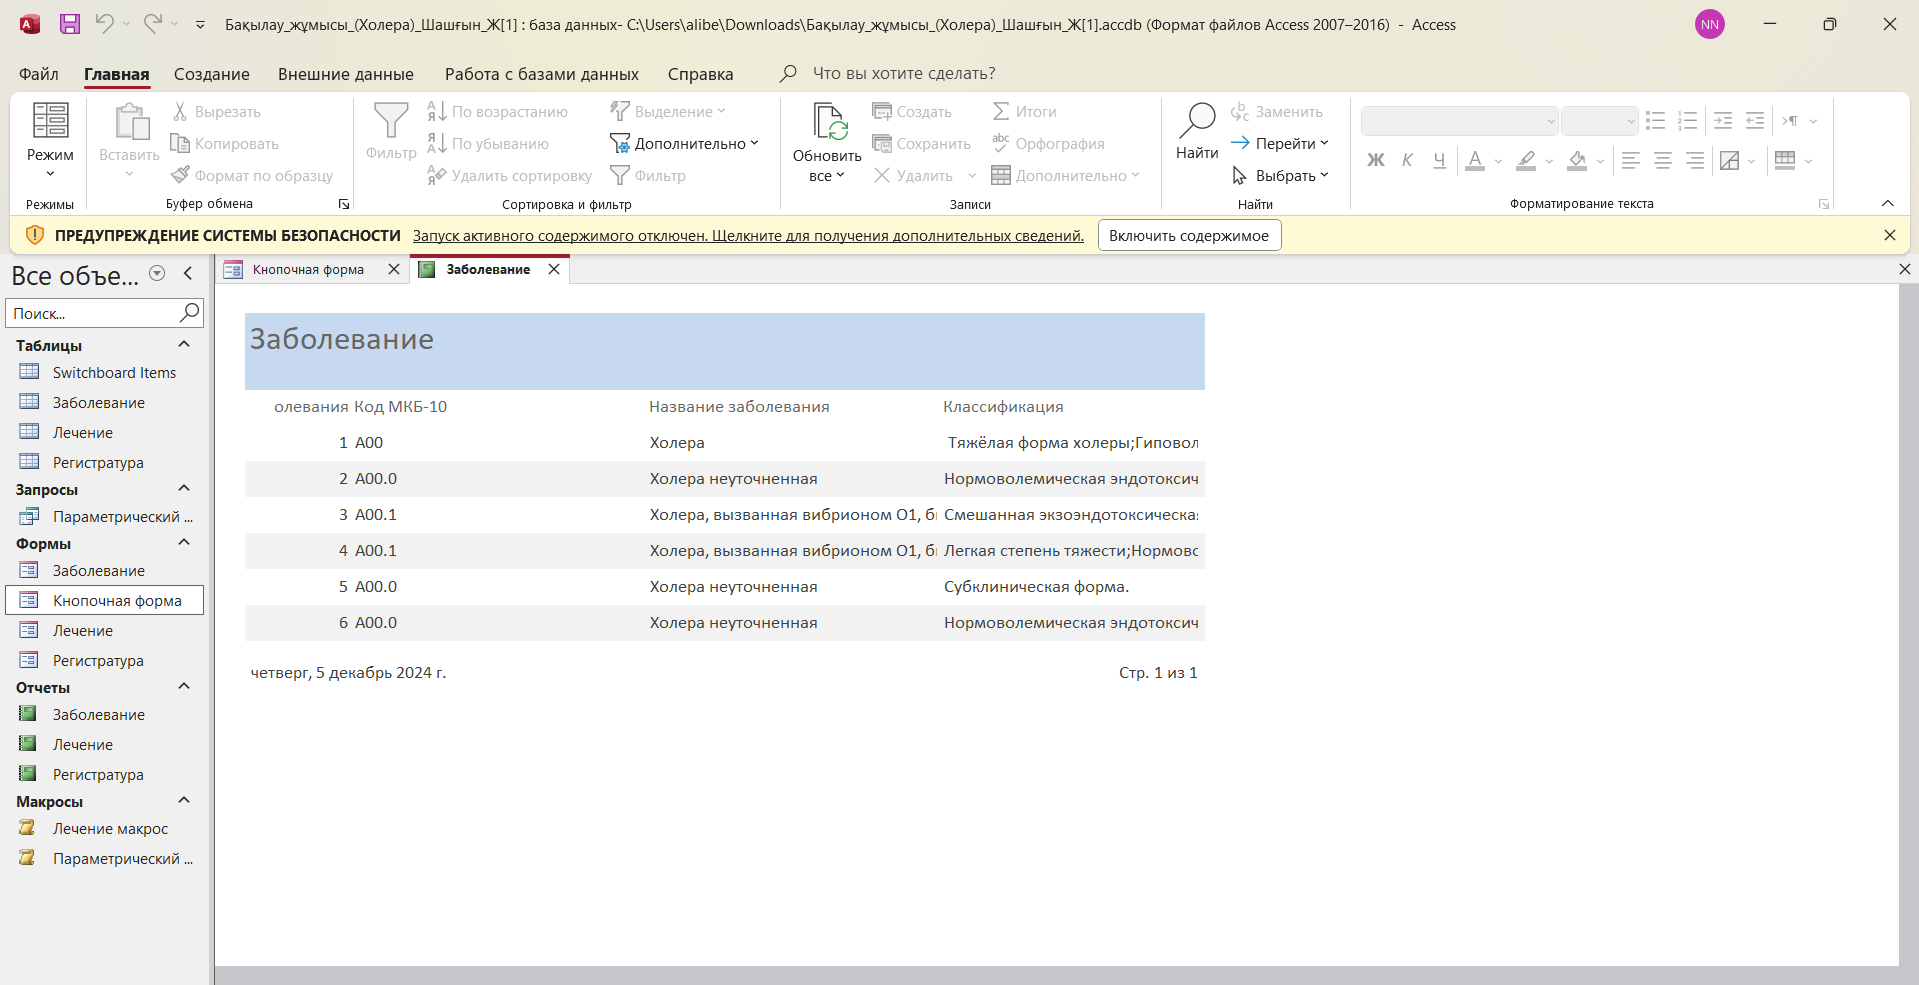 Бақылау_жұмысы_(Холера)_Шашғын_Ж[1] : база данных- C:\Users\alibe\Downloads\Бақылау_жұмысы_(Холера)_Шашғын_Ж[1].accdb (Формат файлов Access 2007–2016) - Access
NN
Файл Главная Создание Внешние данные Работа с базами данных Справка Что вы хотите сделать?
Режим
Режимы
Вставить
Вырезать
Копировать
Формат по образцу
Буфер обмена
Фильтр
По возрастанию
По убыванию
Удалить сортировку
Выделение
Дополнительно
Фильтр
Сортировка и фильтр
Обновить
все
Создать
Сохранить
Удалить
Итоги
Орфография
Дополнительно
Записи
Найти
Заменить
Перейти
Выбрать
Найти
Ж К Ч А
Форматирование текста
ПРЕДУПРЕЖДЕНИЕ СИСТЕМЫ БЕЗОПАСНОСТИ Запуск активного содержимого отключен. Щелкните для получения дополнительных сведений. Включить содержимое
Все объе...
Поиск...
Таблицы
Switchboard Items
Заболевание
Лечение
Регистратура
Запросы
Параметрический ...
Формы
Заболевание
Кнопочная форма
Лечение
Регистратура
Отчеты
Заболевание
Лечение
Регистратура
Макросы
Лечение макрос
Параметрический ...
Кнопочная форма Заболевание
Заболевание
олевания Код МКБ-10 Название заболевания Классификация
1 A00 Холера Тяжёлая форма холеры;Гиповол
2 A00.0 Холера неуточненная Нормоволемическая эндотоксич
3 A00.1 Холера, вызванная вибрионом О1, б Смешанная экзоэндотоксическа
4 A00.1 Холера, вызванная вибрионом О1, б Легкая степень тяжести;Нормово
5 A00.0 Холера неуточненная Субклиническая форма.
6 A00.0 Холера неуточненная Нормоволемическая эндотоксич
четверг, 5 декабрь 2024 г. Стр. 1 из 1